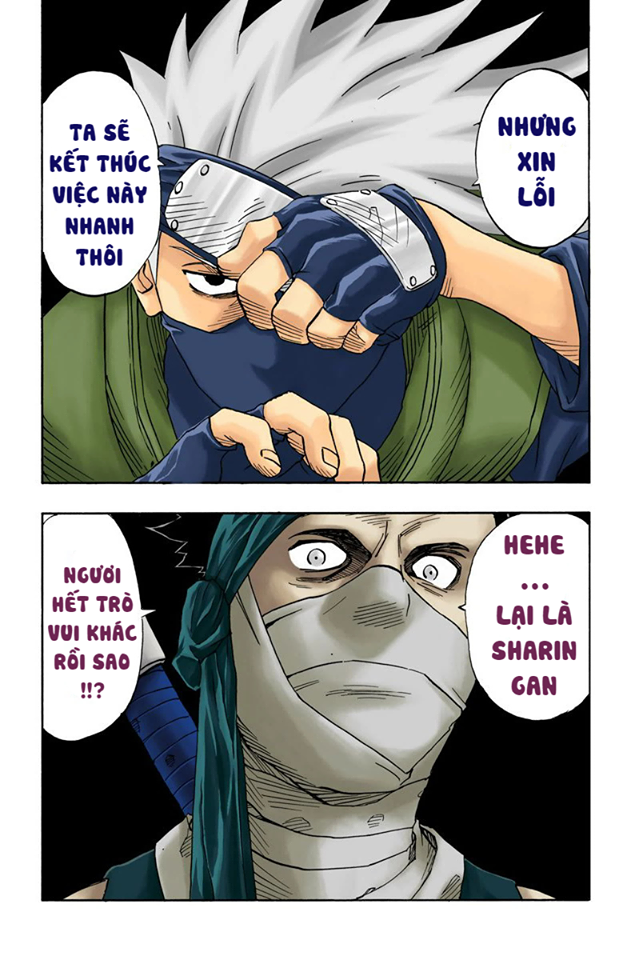 NHƯNG
XIN
LỖI
TA SẼ
KẾT THÚC
VIỆC NÀY
NHANH
THÔI
HEHE
...
LẠI LÀ
SHARIN
GAN
NGƯƠI
HẾT TRÒ
VUI KHÁC
RỒI SAO
!!?